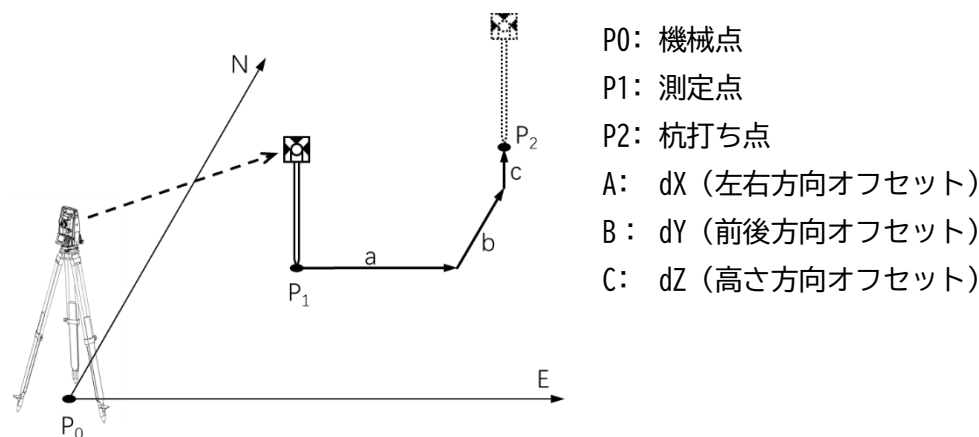 N
P2
c
b
a
P1
E
P0
P0: 機械点
P1: 測定点
P2: 杭打ち点
A: dX（左右方向オフセット）
B: dY（前後方向オフセット）
C: dZ（高さ方向オフセット）